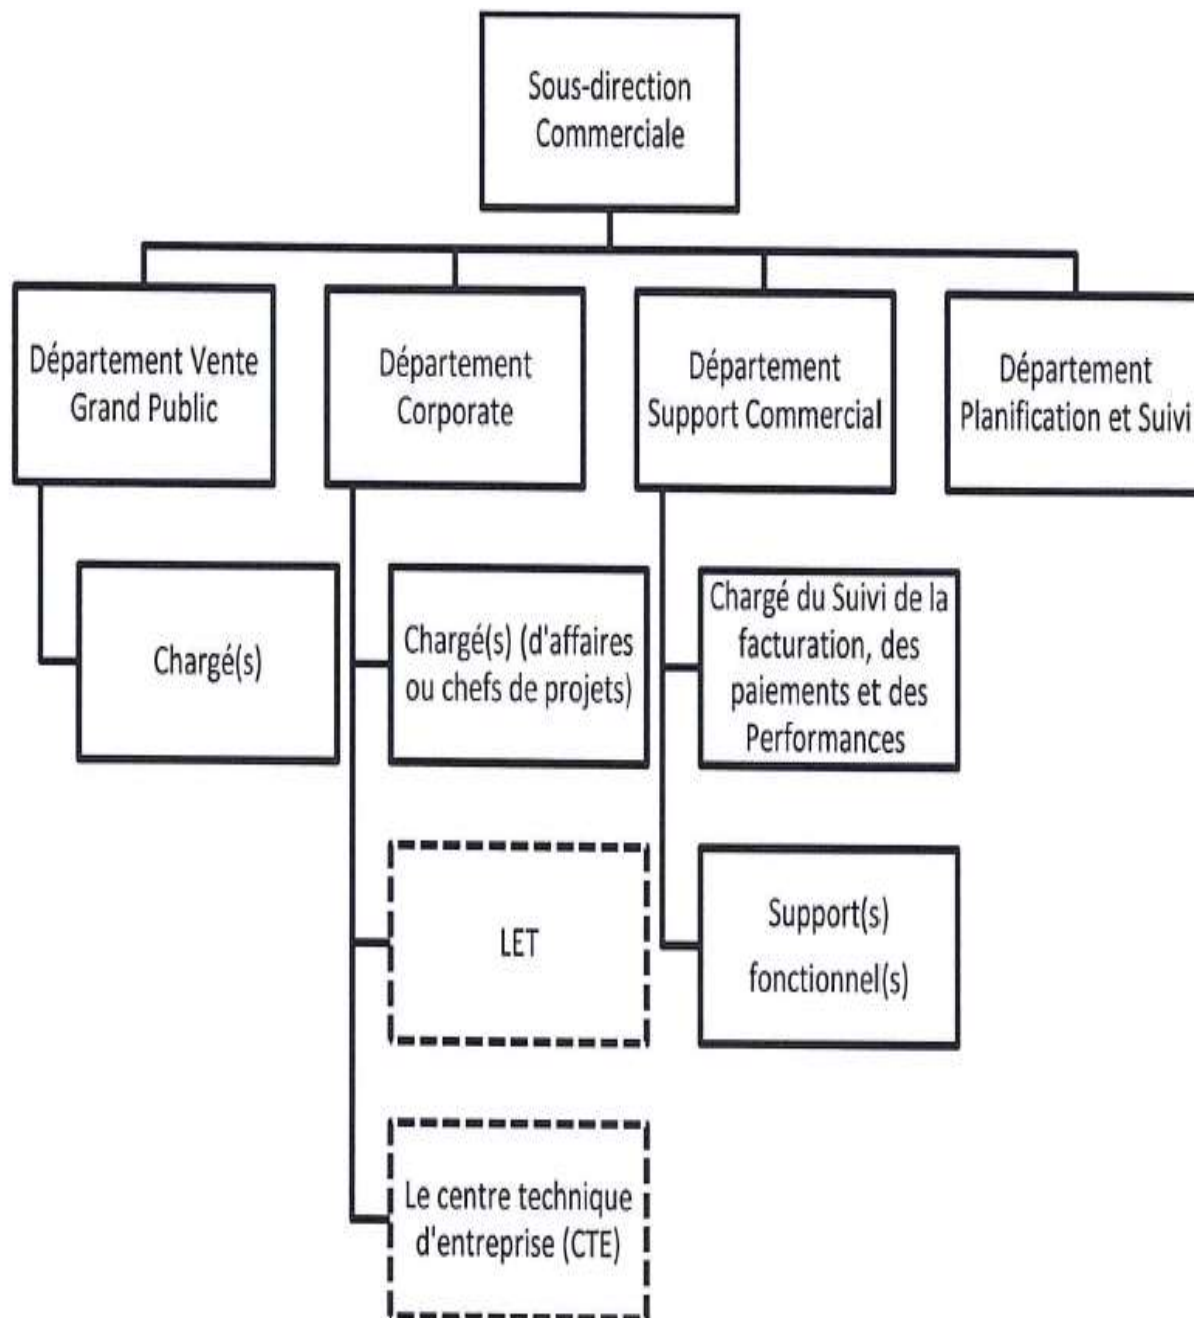 Sous-direction
Commerciale
Département Vente
Grand Public
Département
Corporate
Département
Support Commercial
Département
Planification et Suivi
Chargé(s)
Chargé(s) (d'affaires
ou chefs de projets)
Chargé du Suivi de la
facturation, des
paiements et des
Performances
LET
Support(s)
fonctionnel(s)
Le centre technique
d'entreprise (CTE)